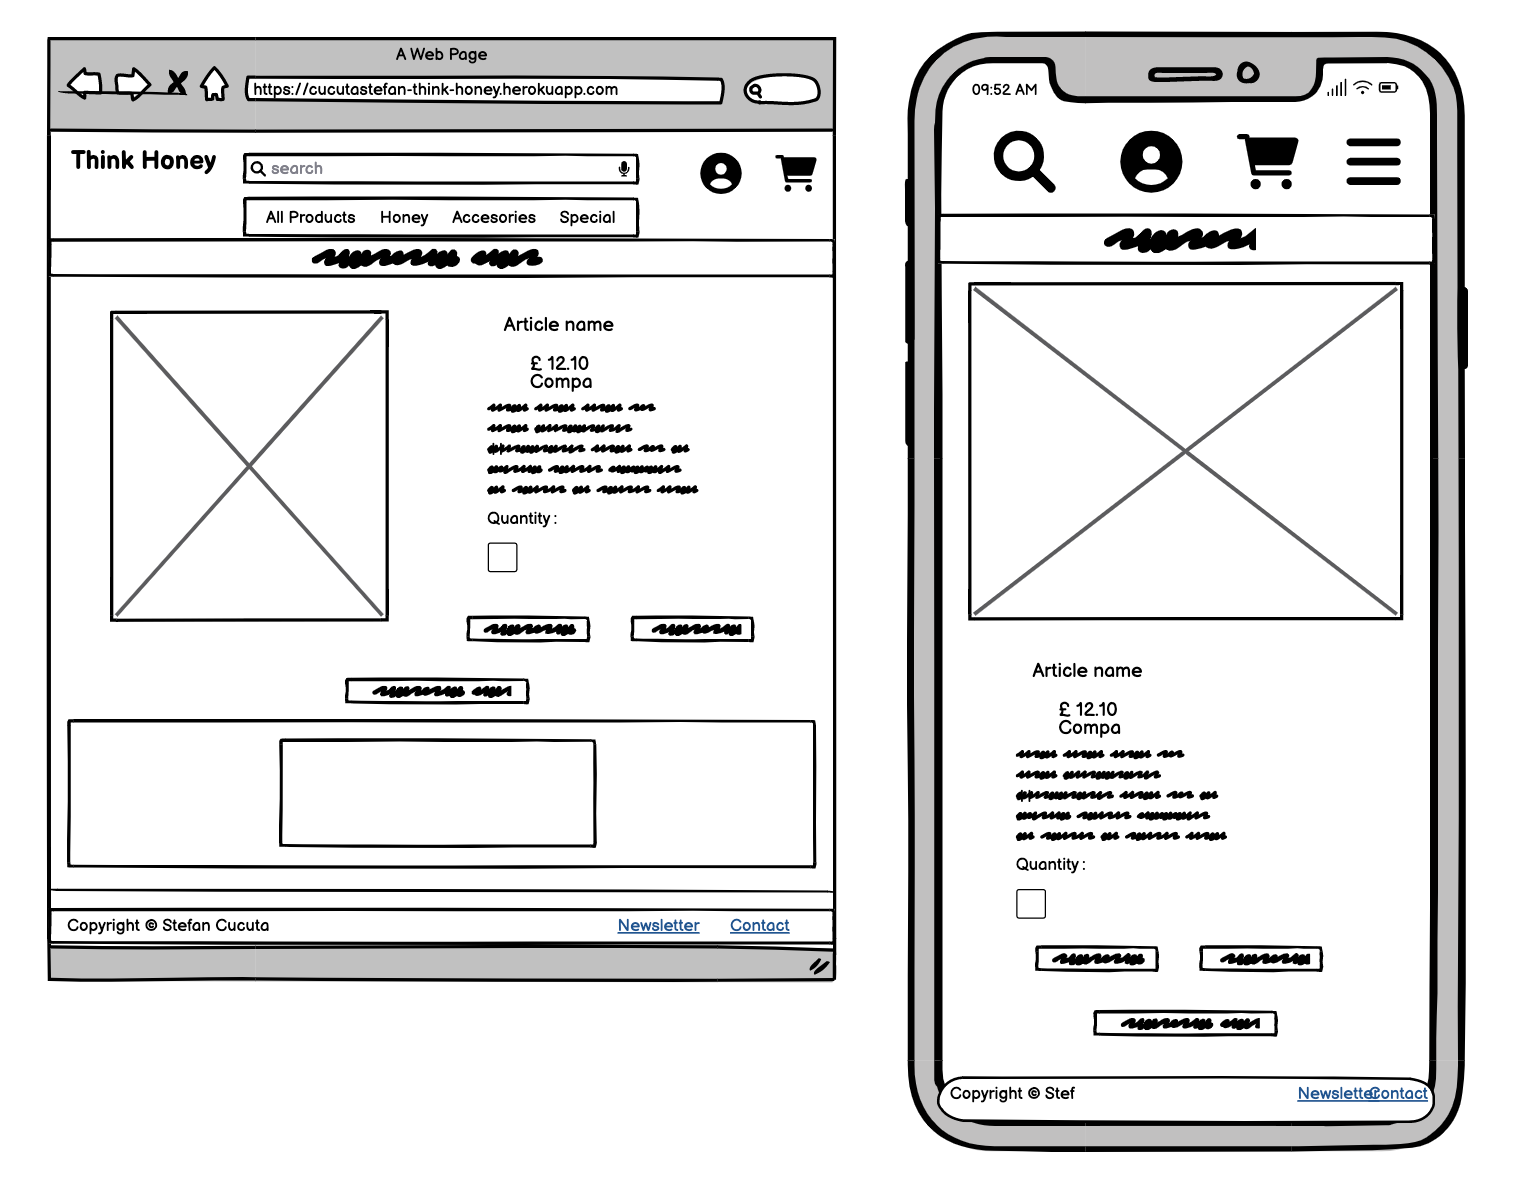 A Web Page
https://cucutastefan-think-honey.herokuapp.com
Think Honey
search
All Products Honey Accesories Special
Article name
£ 12.10
Compa
Quantity :
Copyright © Stefan Cucuta Newsletter Contact
09:52 AM
Article name
£ 12.10
Compa
Quantity :
Copyright © Stef Newsletter Contact